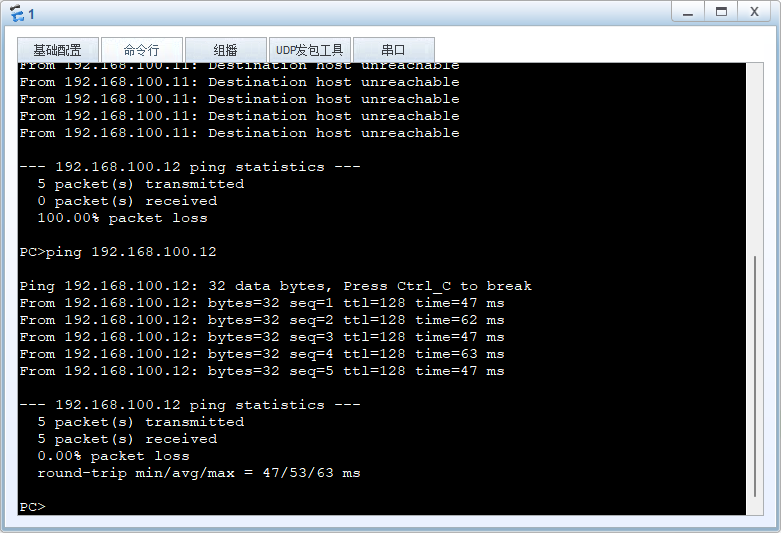 1
基础配置 命令行 组播 UDP发包工具 串口
From 192.168.100.11: Destination host unreachable
From 192.168.100.11: Destination host unreachable
From 192.168.100.11: Destination host unreachable
From 192.168.100.11: Destination host unreachable
From 192.168.100.11: Destination host unreachable
--- 192.168.100.12 ping statistics ---
5 packet(s) transmitted
0 packet(s) received
100.00% packet loss
PC>ping 192.168.100.12
Ping 192.168.100.12: 32 data bytes, Press Ctrl_C to break
From 192.168.100.12: bytes=32 seq=1 ttl=128 time=47 ms
From 192.168.100.12: bytes=32 seq=2 ttl=128 time=62 ms
From 192.168.100.12: bytes=32 seq=3 ttl=128 time=47 ms
From 192.168.100.12: bytes=32 seq=4 ttl=128 time=63 ms
From 192.168.100.12: bytes=32 seq=5 ttl=128 time=47 ms
--- 192.168.100.12 ping statistics ---
5 packet(s) transmitted
5 packet(s) received
0.00% packet loss
round-trip min/avg/max = 47/53/63 ms
PC>